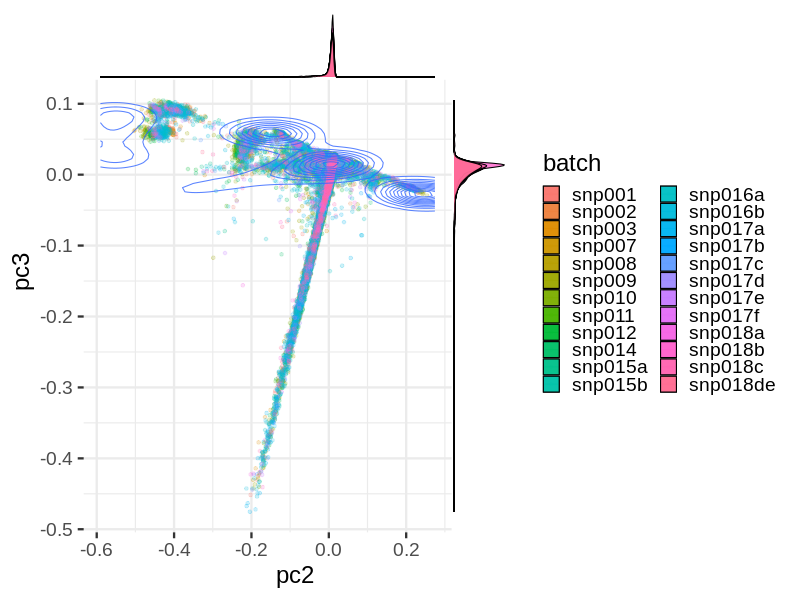 0.1
0.0
-0.1
-0.2
-0.3
-0.4
-0.5
pc3
-0.6
-0.4
-0.2
0.0
0.2
pc2
batch
snp001
snp002
snp003
snp007
snp008
snp009
snp010
snp011
snp012
snp014
snp015a
snp015b
snp016a
snp016b
snp017a
snp017b
snp017c
snp017d
snp017e
snp017f
snp018a
snp018b
snp018c
snp018de